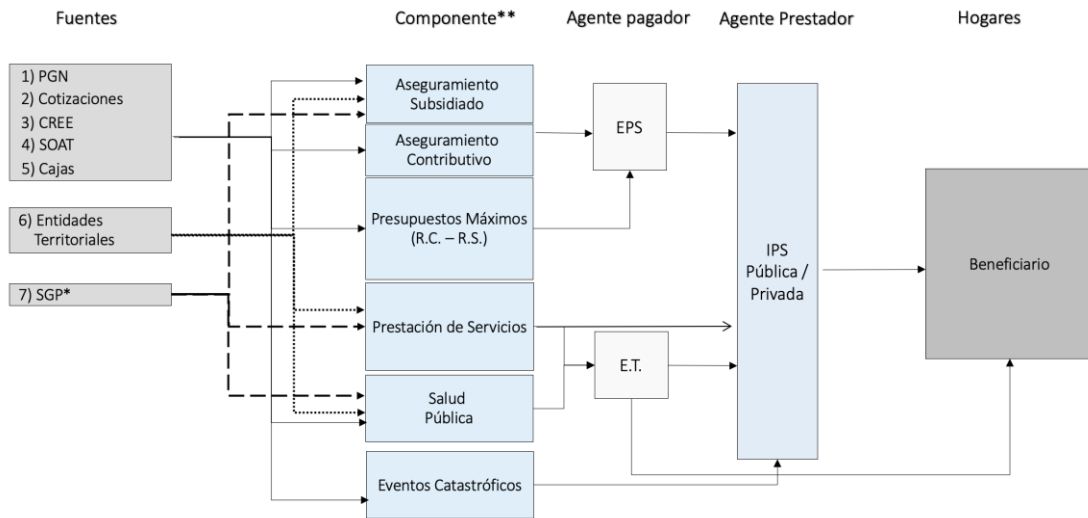 Fuentes
Componente**
Agente pagador
Agente Prestador
Hogares
1) PGN
2) Cotizaciones
3) CREE
4) SOAT
5) Cajas
6) Entidades
Territoriales
7) SGP*
Aseguramiento
Subsidiado
Aseguramiento
Contributivo
Presupuestos Máximos
(R.C. – R.S.)
Prestación de Servicios
Salud
Pública
Eventos Catastróficos
EPS
E.T.
IPS
Pública /
Privada
Beneficiario